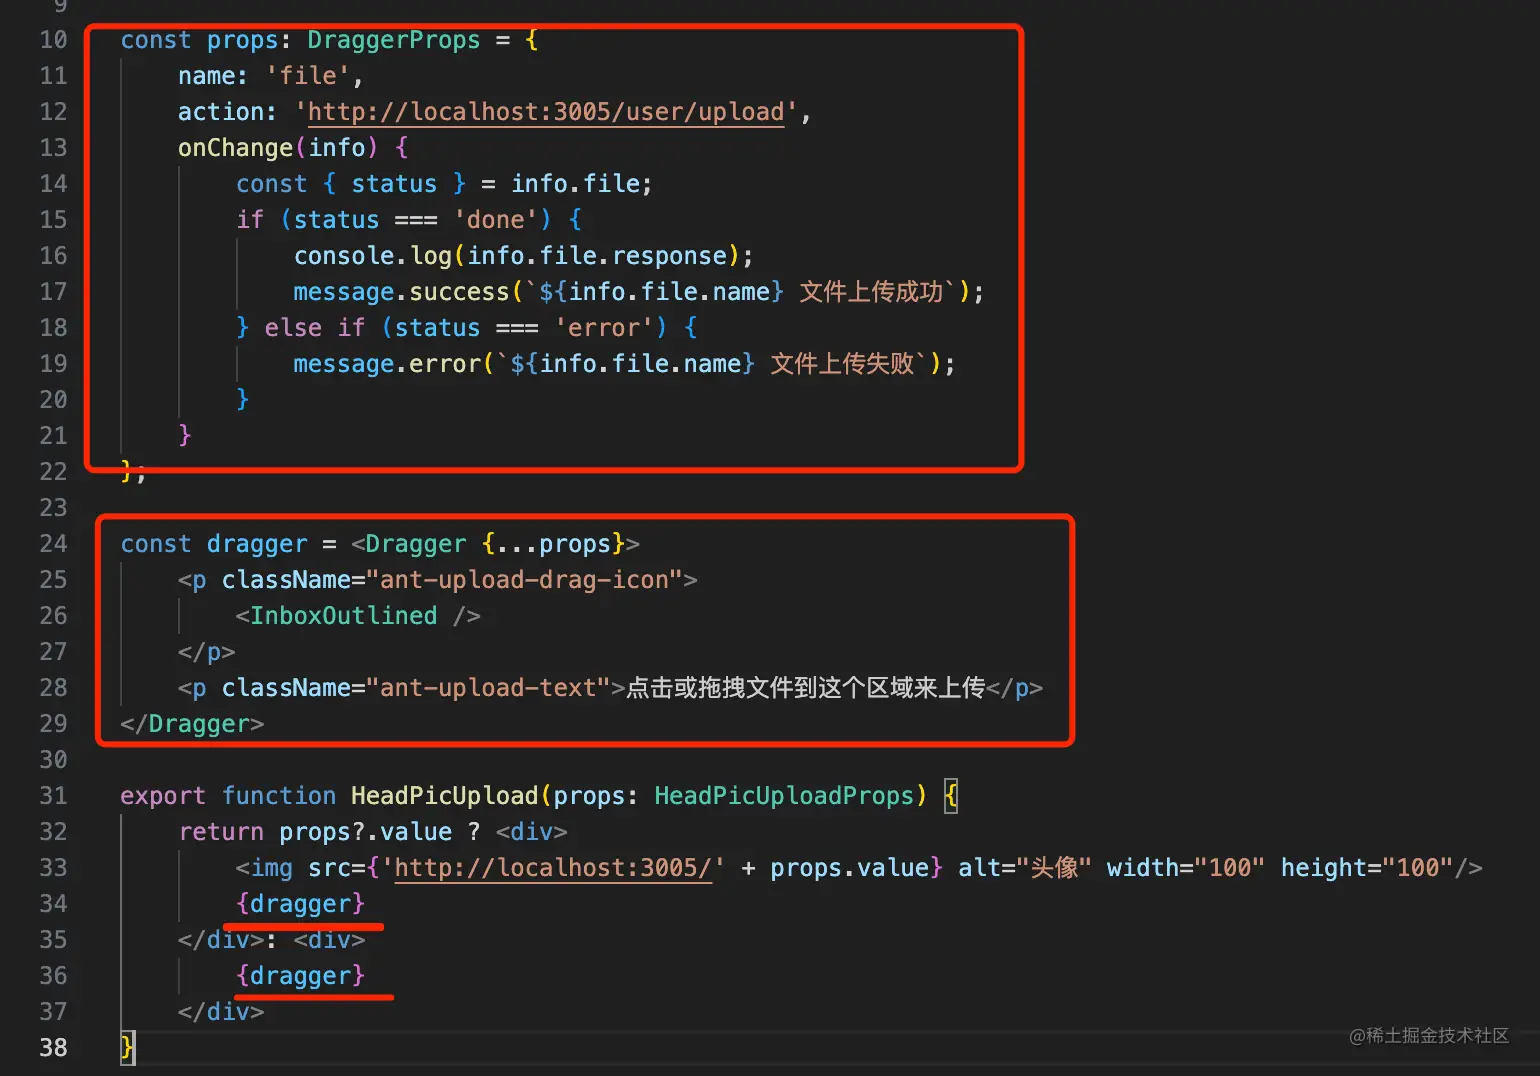 9
10 const props: DraggerProps = {
11 name: 'file',
12 action: 'http://localhost:3005/user/upload',
13 onChange(info) {
14 const { status } = info.file;
15 if (status === 'done') {
16 console.log(info.file.response);
17 message.success(`${info.file.name} 文件上传成功`);
18 } else if (status === 'error') {
19 message.error(`${info.file.name} 文件上传失败`);
20 }
21 }
22 };
23
24 const dragger = <Dragger {...props}>
25 <p className="ant-upload-drag-icon">
26 <InboxOutlined />
27 </p>
28 <p className="ant-upload-text">点击或拖拽文件到这个区域来上传</p>
29 </Dragger>
30
31 export function HeadPicUpload(props: HeadPicUploadProps) {
32 return props?.value ? <div>
33 <img src={'http://localhost:3005/' + props.value} alt="头像" width="100" height="100"/>
34 {dragger}
35 </div>: <div>
36 {dragger}
37 </div>
38 }
@稀土掘金技术社区